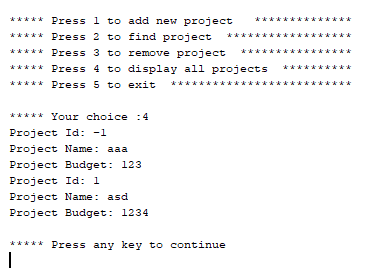 ***** Press 1 to add new project   **************
***** Press 2 to find project  ******************
***** Press 3 to remove project  ****************
***** Press 4 to display all projects  **********
***** Press 5 to exit  **************************
***** Your choice :4
Project Id: -1
Project Name: aaa
Project Budget: 123
Project Id: 1
Project Name: asd
Project Budget: 1234
***** Press any key to continue